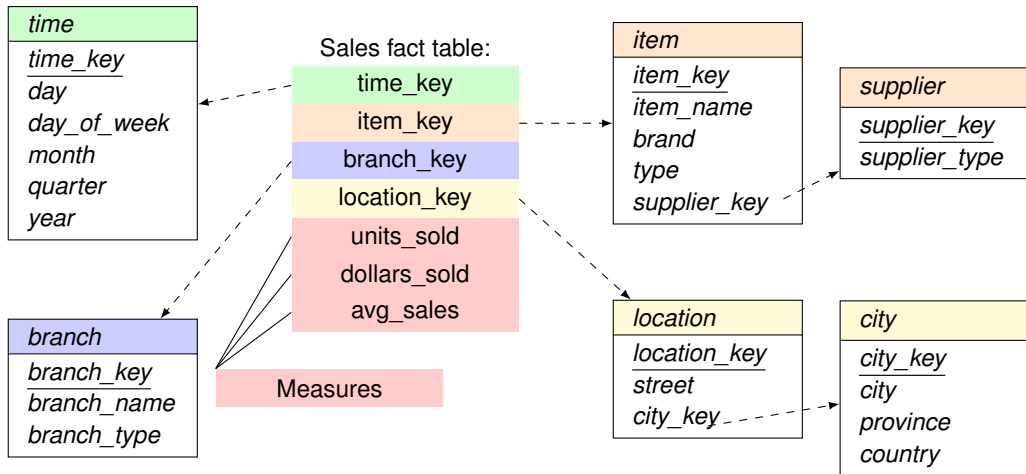 time
time_key
day
day_of_week
month
quarter
year
Sales fact table:
time_key
item_key
branch_key
location_key
units_sold
dollars_sold
avg_sales
Measures
item
item_key
item_name
brand
type
supplier_key
supplier
supplier_key
supplier_type
branch
branch_key
branch_name
branch_type
location
location_key
street
city_key
city
city_key
city
province
country